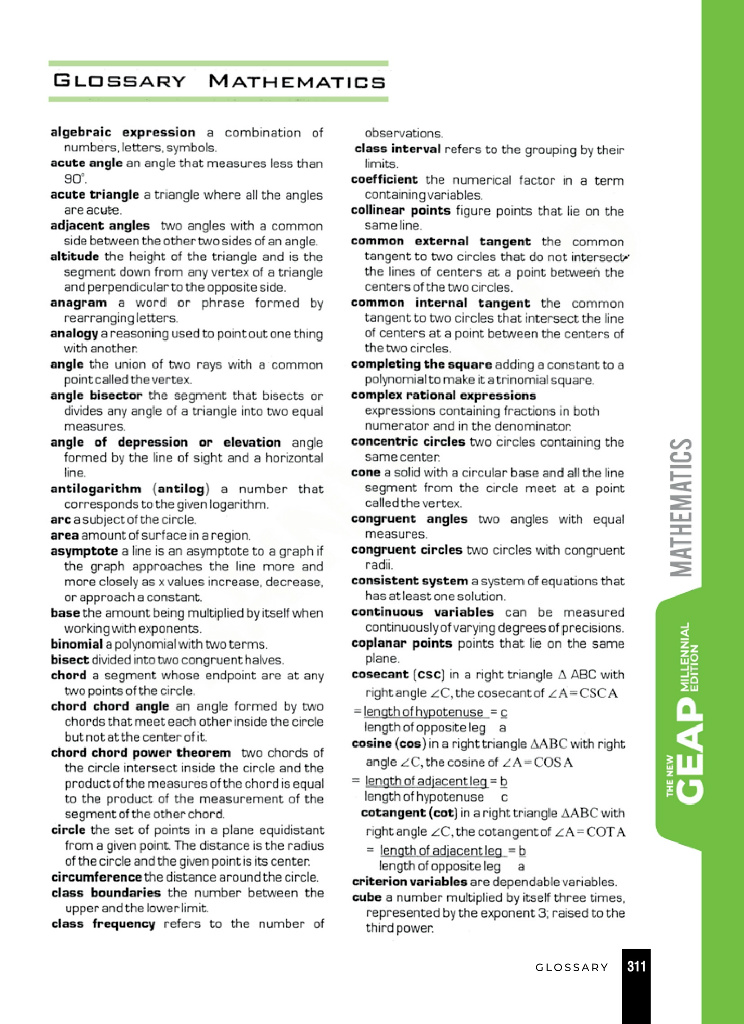 GLOSSARY MATHEMATICS
algebraic expression a combination of
numbers, letters, symbols.
acute angle an angle that measures less than
90°.
acute triangle a triangle where all the angles
are acute.
adjacent angles two angles with a common
side between the other two sides of an angle.
altitude the height of the triangle and is the
segment down from any vertex of a triangle
and perpendicular to the opposite side.
anagram a word or phrase formed by
rearranging letters.
analogy a reasoning used to point out one thing
with another.
angle the union of two rays with a common
point called the vertex.
angle bisector the segment that bisects or
divides any angle of a triangle into two equal
measures.
angle of depression or elevation angle
formed by the line of sight and a horizontal
line.
antilogarithm (antilog) a number that
corresponds to the given logarithm.
arc a subject of the circle.
area amount of surface in a region.
asymptote a line is an asymptote to a graph if
the graph approaches the line more and
more closely as x values increase, decrease,
or approach a constant.
base the amount being multiplied by itself when
working with exponents.
binomial a polynomial with two terms.
bisect divided into two congruent halves.
chord a segment whose endpoint are at any
two points of the circle.
chord chord angle an angle formed by two
chords that meet each other inside the circle
but not at the center of it.
chord chord power theorem two chords of
the circle intersect inside the circle and the
product of the measures of the chord is equal
to the product of the measurement of the
segment of the other chord.
circle the set of points in a plane equidistant
from a given point. The distance is the radius
of the circle and the given point is its center.
circumference the distance around the circle.
class boundaries the number between the
upper and the lower limit.
class frequency refers to the number of
observations.
class interval refers to the grouping by their
limits.
coefficient the numerical factor in a term
containing variables.
collinear points figure points that lie on the
same line.
common external tangent the common
tangent to two circles that do not intersect
the lines of centers at a point between the
centers of the two circles.
common internal tangent the common
tangent to two circles that intersect the line
of centers at a point between the centers of
the two circles.
completing the square adding a constant to a
polynomial to make it a trinomial square.
complex rational expressions
expressions containing fractions in both
numerator and in the denominator.
concentric circles two circles containing the
same center.
cone a solid with a circular base and all the line
segment from the circle meet at a point
called the vertex.
congruent angles two angles with equal
measures.
congruent circles two circles with congruent
radii.
consistent system a system of equations that
has at least one solution.
continuous variables can be measured
continuously of varying degrees of precisions.
coplanar points points that lie on the same
plane.
cosecant (CSC) in a right triangle Δ ABC with
right angle ∠C, the cosecant of ∠A=CSC A
= length of hypotenuse = c
length of opposite leg a
cosine (cos) in a right triangle ΔABC with right
angle ∠C, the cosine of ∠A=COS A
= length of adjacent leg = b
length of hypotenuse c
cotangent (cot) in a right triangle ΔABC with
right angle ∠C, the cotangent of ∠A=COT A
= length of adjacent leg = b
length of opposite leg a
criterion variables are dependable variables.
cube a number multiplied by itself three times,
represented by the exponent 3; raised to the
third power.
MATHEMATICS
THE NEW
GEAP MILLENNIAL
EDITION
GLOSSARY 311